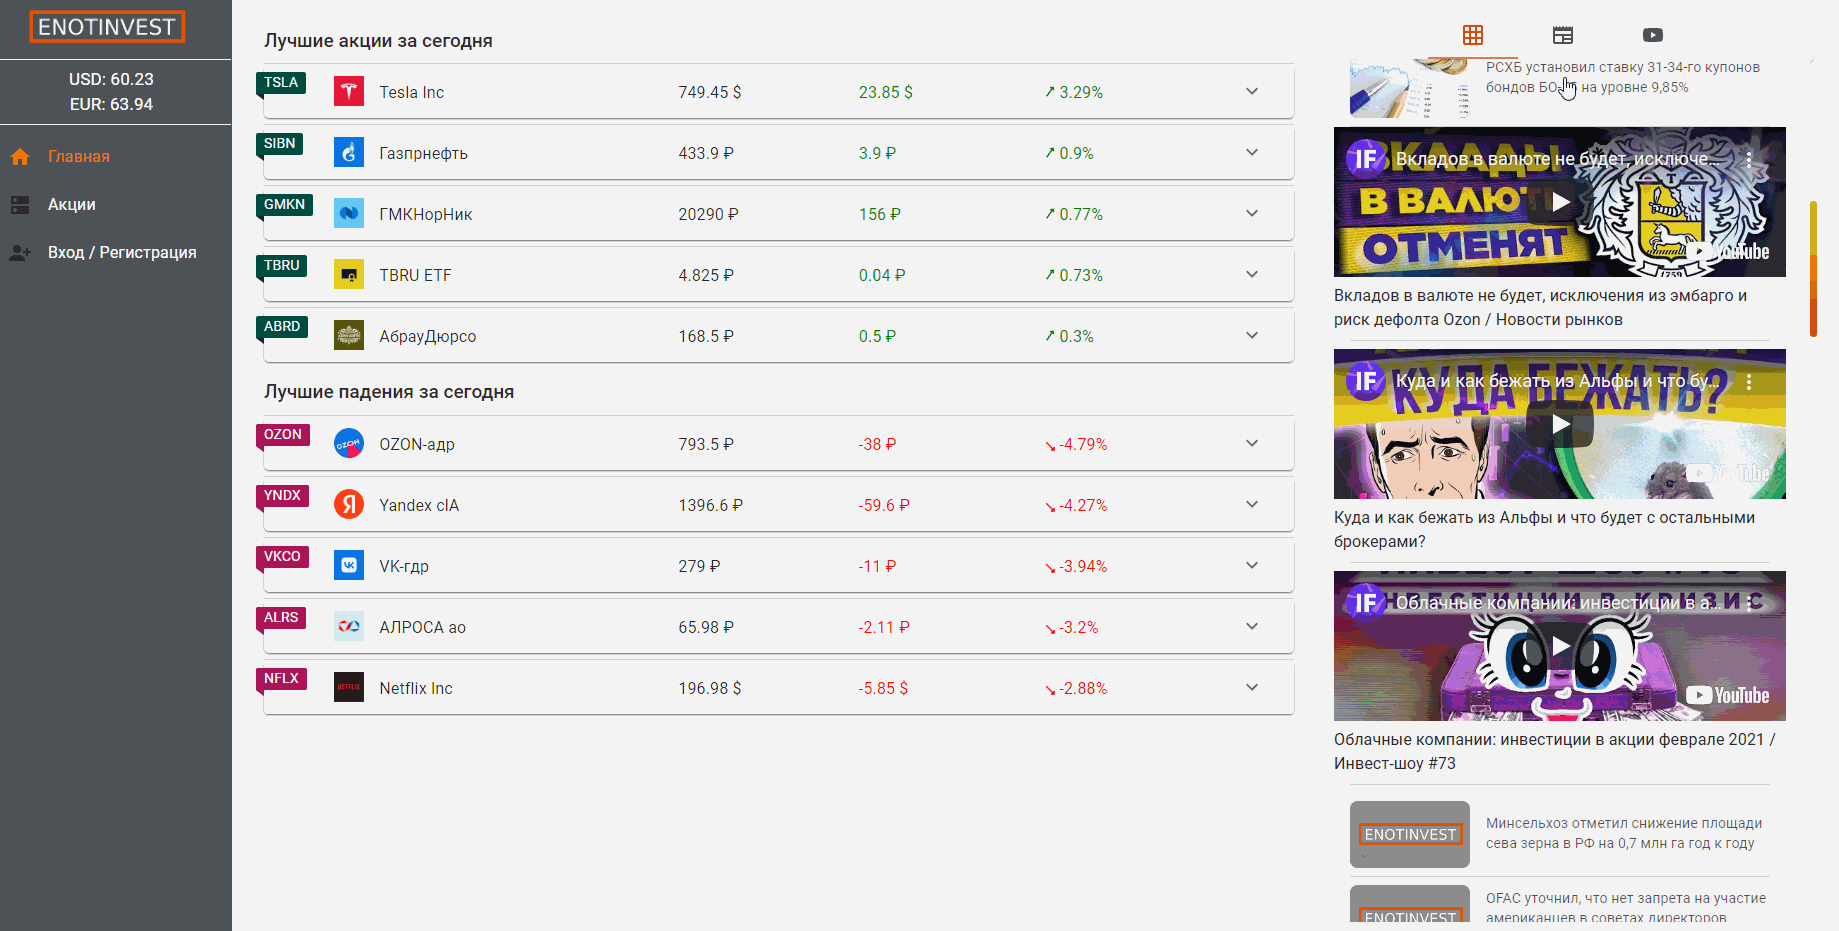 ENOTINVEST
USD: 60.23
EUR: 63.94
Главная
Акции
Вход / Регистрация
Лучшие акции за сегодня
TSLA
Tesla Inc 749.45 $ 23.85 $ 3.29%
SIBN
Газпрнефть 433.9 ₽ 3.9 ₽ 0.9%
GMKN
ГМКНорНик 20290 ₽ 156 ₽ 0.77%
TBRU
TBRU ETF 4.825 ₽ 0.04 ₽ 0.73%
ABRD
АбрауДюрсо 168.5 ₽ 0.5 ₽ 0.3%
Лучшие падения за сегодня
OZON
OZON
OZON-адр 793.5 ₽ -38 ₽ -4.79%
YNDX
Я
Yandex clA 1396.6 ₽ -59.6 ₽ -4.27%
VKCO
VK-гдр 279 ₽ -11 ₽ -3.94%
ALRS
АЛРОСА ао 65.98 ₽ -2.11 ₽ -3.2%
NFLX
NETFLIX
Netflix Inc 196.98 $ -5.85 $ -2.88%
РСХБ установил ставку 31-34-го купонов
на уровне 9,85%
бондов
IF Вкладов в валюте не будет, исключе...
ВКЛАДЫ
В ВАЛЮТ
ОТМЕНЯТ
1759
YouTube
Вкладов в валюте не будет, исключения из эмбарго и
риск дефолта Ozon / Новости рынков
IF Куда и как бежать из Альфы и что бу...
КУДА БЕЖАТЬ?
YouTube
Куда и как бежать из Альфы и что будет с остальными
брокерами?
IF Облачные компании: инвестиции в а...
ИНВЕСТИЦИИ В КРИЗИС
YouTube
Облачные компании: инвестиции в акции феврале 2021 /
Инвест-шоу #73
ENOTINVEST
Минсельхоз отметил снижение площади
сева зерна в РФ на 0,7 млн га год к году
ENOTINVEST
OFAC уточнил, что нет запрета на участие
американцев в советах директоров